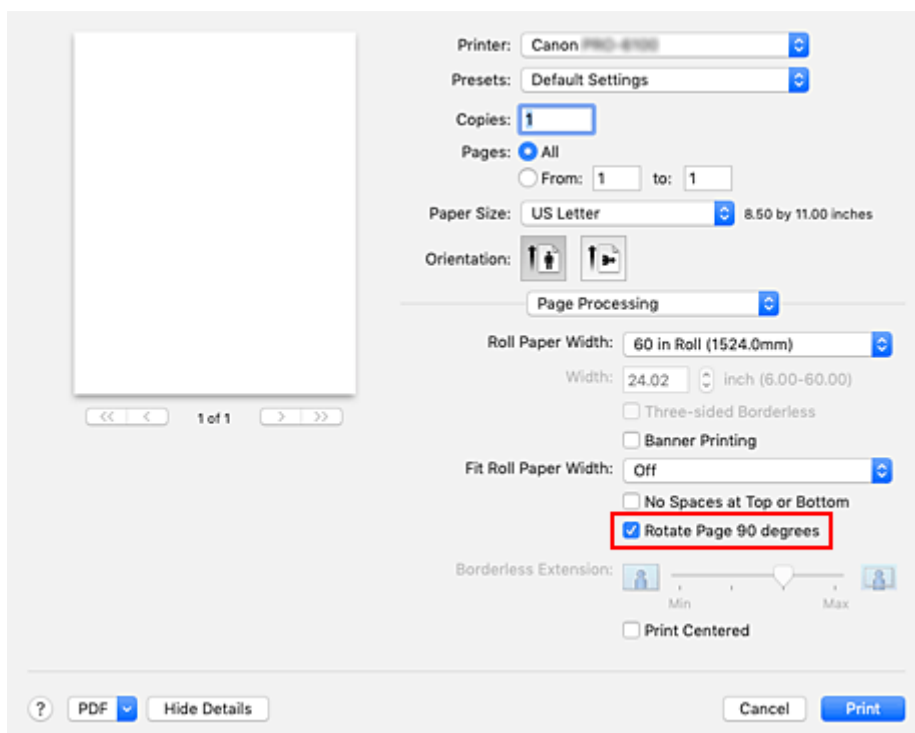 Printer: Canon
Presets: Default Settings
Copies: 1
Pages: All
From: 1 to: 1
Paper Size: US Letter 8.50 by 11.00 inches
Orientation:
Page Processing
Roll Paper Width: 60 in Roll (1524.0mm)
Width: 24.02 inch (6.00-60.00)
Three-sided Borderless
1 of 1
Banner Printing
Fit Roll Paper Width: Off
No Spaces at Top or Bottom
Rotate Page 90 degrees
Borderless Extension:
Min Max
Print Centered
? PDF Hide Details Cancel Print